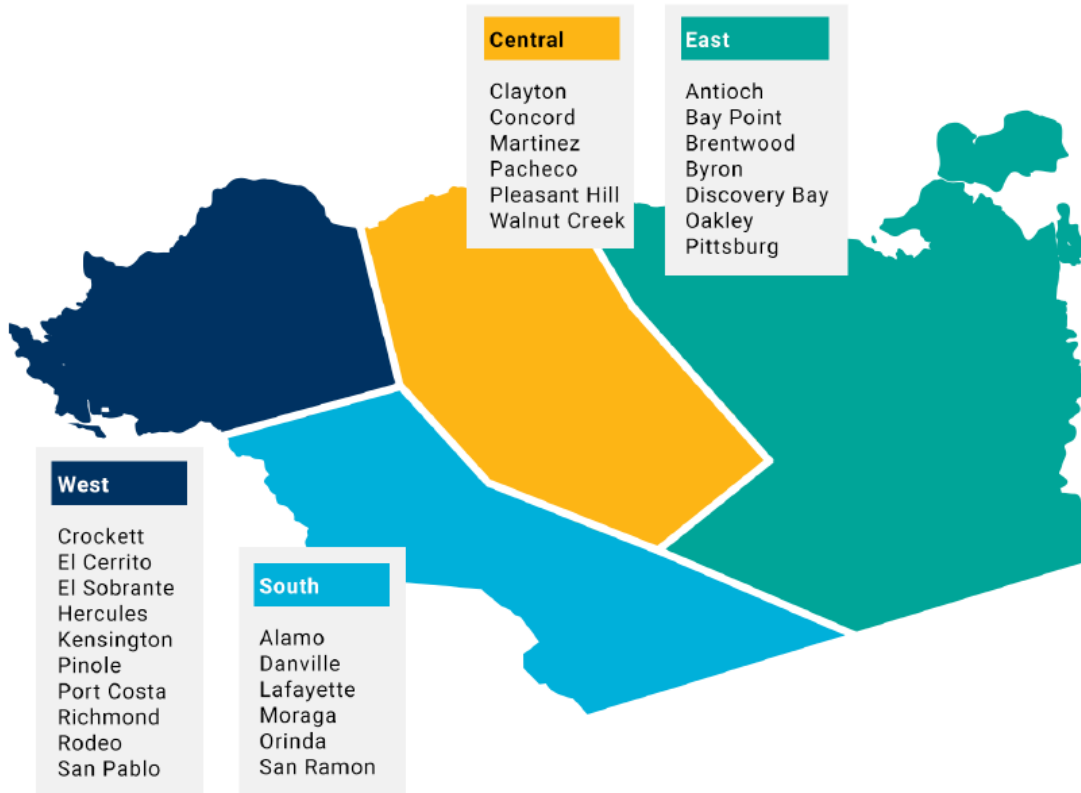 Central
Clayton
Concord
Martinez
Pacheco
Pleasant Hill
Walnut Creek
East
Antioch
Bay Point
Brentwood
Byron
Discovery Bay
Oakley
Pittsburg
West
Crockett
El Cerrito
El Sobrante
Hercules
Kensington
Pinole
Port Costa
Richmond
Rodeo
San Pablo
South
Alamo
Danville
Lafayette
Moraga
Orinda
San Ramon